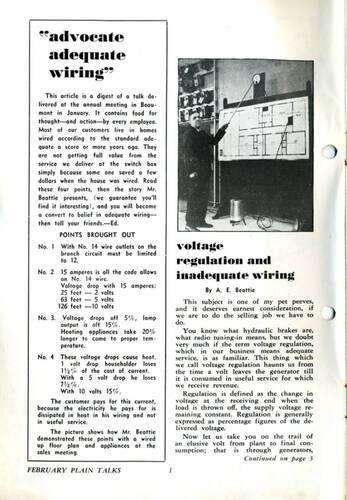 "advocate
adequate
wiring"
This article is a digest of a talk de-
livered at the annual meeting in Beau-
mont in January. It contains food for
thought—and action—by every employee.
Most of our customers live in homes
wired according to the standard ade-
quate a score or more years ago. They
are not getting full value from the
service we deliver at the switch box
simply because some one saved a few
dollars when the house was wired. Read
these four points, then the story Mr.
Beattie presents, (we guarantee you'll
find it interesting), and you will become
a convert to belief in adequate wiring—
then tell your friends.—Ed.
POINTS BROUGHT OUT
No. 1 With No. 14 wire outlets on the
branch circuit must be limited
to 12.
No. 2 15 amperes is all the code allows
on No. 14 wire.
Voltage drop with 15 amperes:
25 feet — 2 volts
63 feet — 5 volts
126 feet —10 volts
No. 3. Voltage drops off 5%, lamp
output is off 15%.
Heating appliances take 20%
longer to come to proper tem-
perature.
No. 4 These voltage drops cause heat.
1 volt drop householder loses
1½% of the cost of current.
With a 5 volt drop he loses
7½%.
With 10 volts 15%.
The customer pays for this current,
because the electricity he pays for is
dissipated in heat in his wiring and not
in useful service.
The picture shows how Mr. Beattie
demonstrated these points with a wired
up floor plan and appliances at the
sales meeting.
voltage
regulation and
inadequate wiring
By A. E. Beattie
This subject is one of my pet peeves,
and it deserves earnest consideration, if
we are to do the selling job we have to
do.
You know what hydraulic brakes are,
what radio tuning-in means, but we doubt
very much if the term voltage regulation,
which in our business means adequate
service, is as familiar. This thing which
we call voltage regulation haunts us from
the time a volt leaves the generator till
it is consumed in useful service for which
we receive revenue.
Regulation is defined as the change in
voltage at the receiving end when the
load is thrown off, the supply voltage re-
maining constant. Regulation is generally
expressed as percentage figures of the de-
livered voltage.
Now let us take you on the trail of
an elusive volt from plant to final con-
sumption; that is through generators,
Continued on page 3
FEBRUARY PLAIN TALKS
1